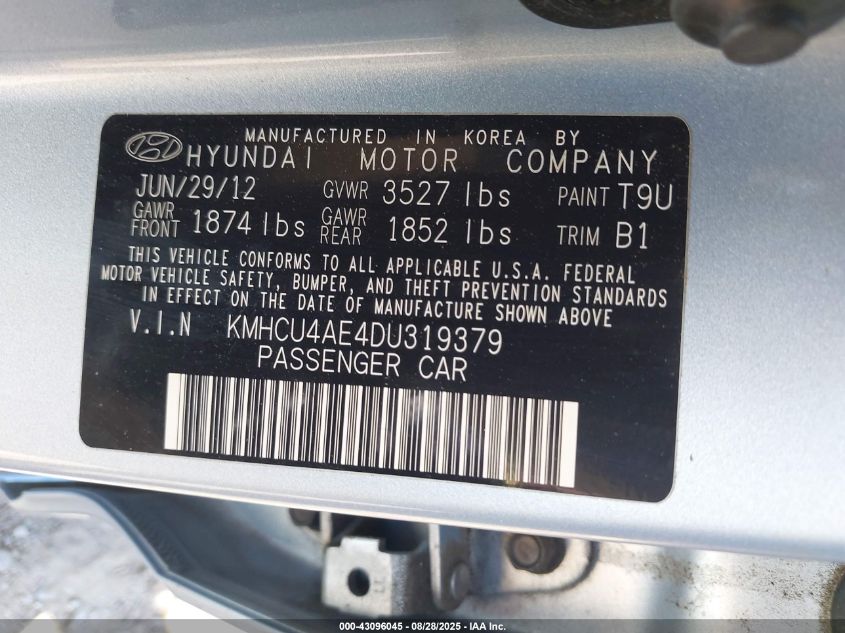 MANUFACTURED IN KOREA BY
HYUNDAI MOTOR COMPANY
JUN/29/12 GVWR 3527 lbs PAINT T9U
GAWR FRONT 1874 lbs GAWR REAR 1852 lbs TRIM B1
THIS VEHICLE CONFORMS TO ALL APPLICABLE U.S.A. FEDERAL
MOTOR VEHICLE SAFETY, BUMPER, AND THEFT PREVENTION STANDARDS
IN EFFECT ON THE DATE OF MANUFACTURE SHOWN ABOVE
V.I.N KMHCU4AE4DU319379
PASSENGER CAR
000-43096045 - 08/28/2025 - IAA Inc.